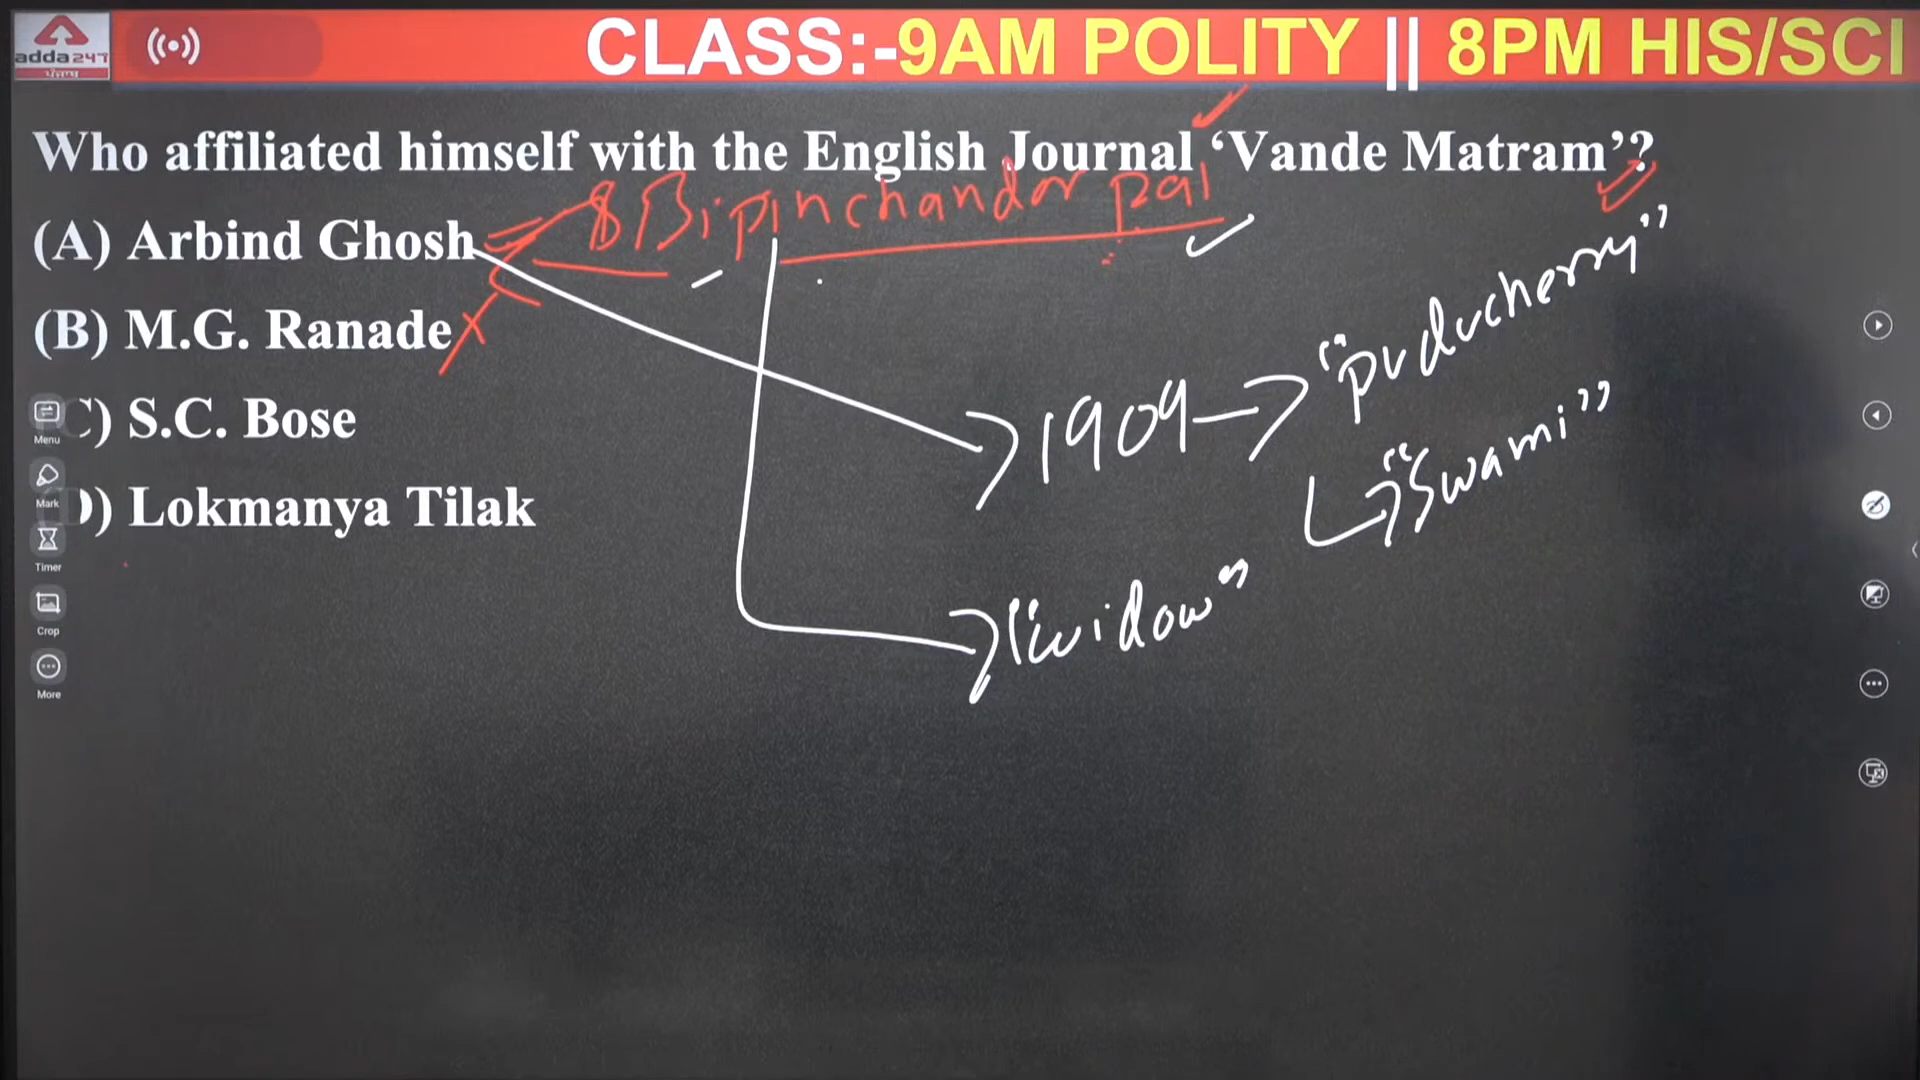 adda247
ਪੰਜਾਬ
CLASS:-9AM POLITY || 8PM HIS/SCI
Who affiliated himself with the English Journal ‘Vande Matram’?
& Bipinchandar pal
(A) Arbind Ghosh
(B) M.G. Ranade
C) S.C. Bose
D) Lokmanya Tilak
1909 → "puducherry"
"Swami"
"widow"
Menu
Mark
Timer
Crop
More